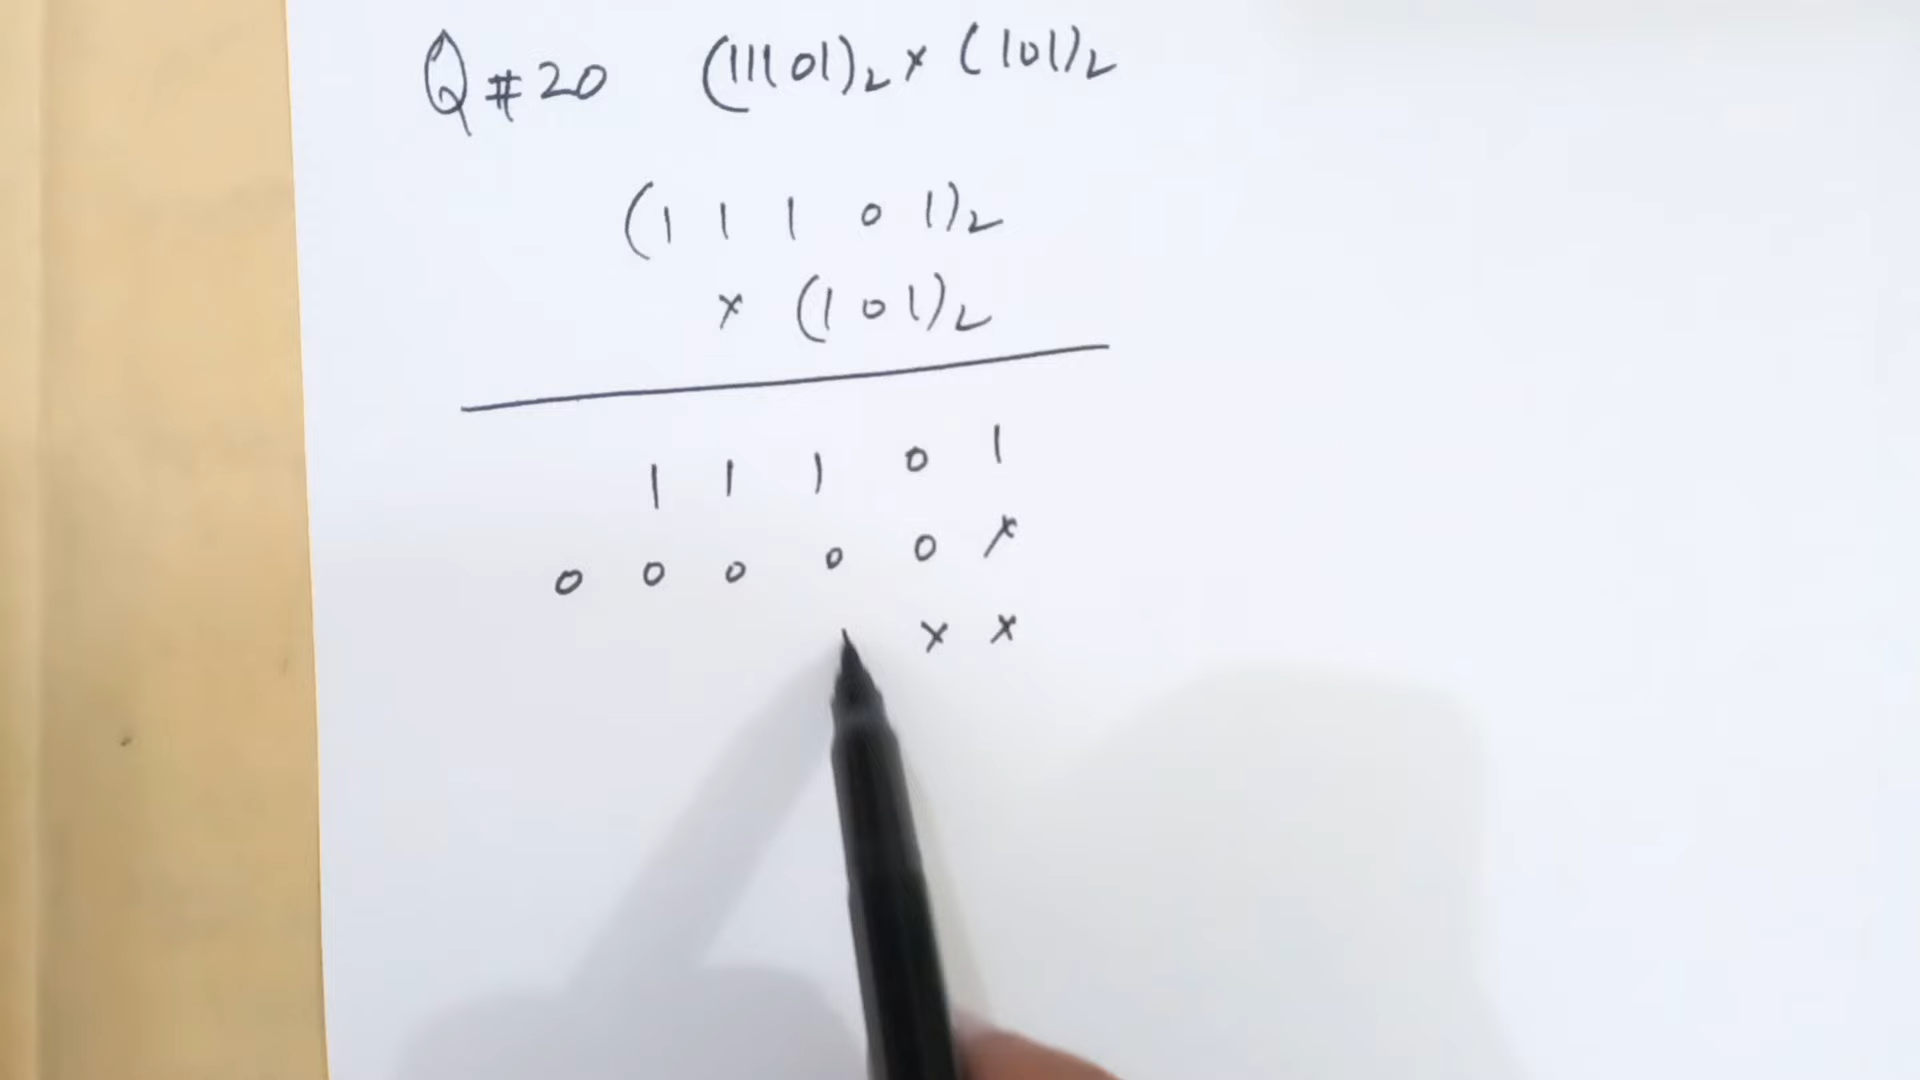 Q #20 (11101)₂ × (101)₂
(1 1 1 0 1)₂
× (1 0 1)₂
1 1 1 0 1
0 0 0 0 0 ×
× ×